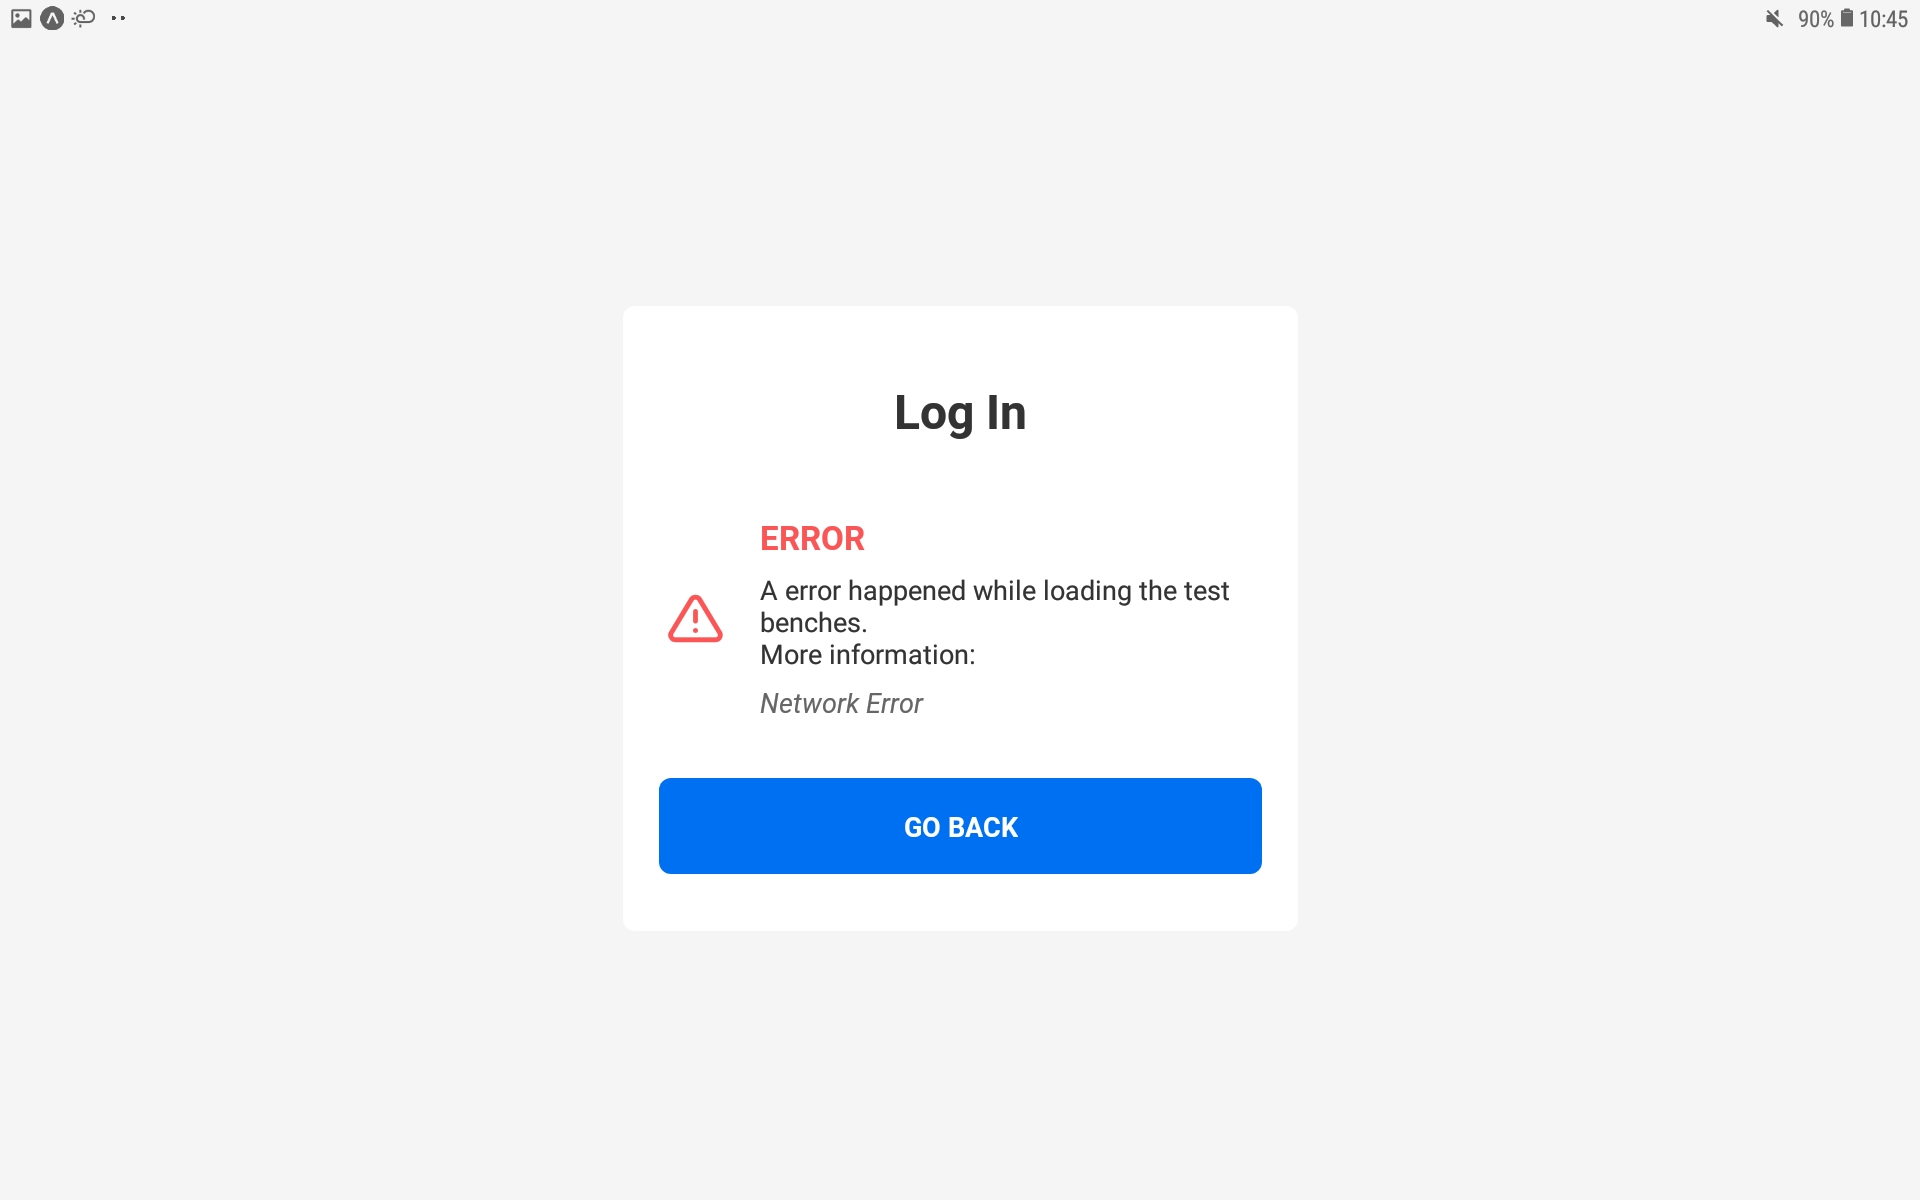 90% 10:45
Log In
ERROR
A error happened while loading the test
benches.
More information:
Network Error
GO BACK